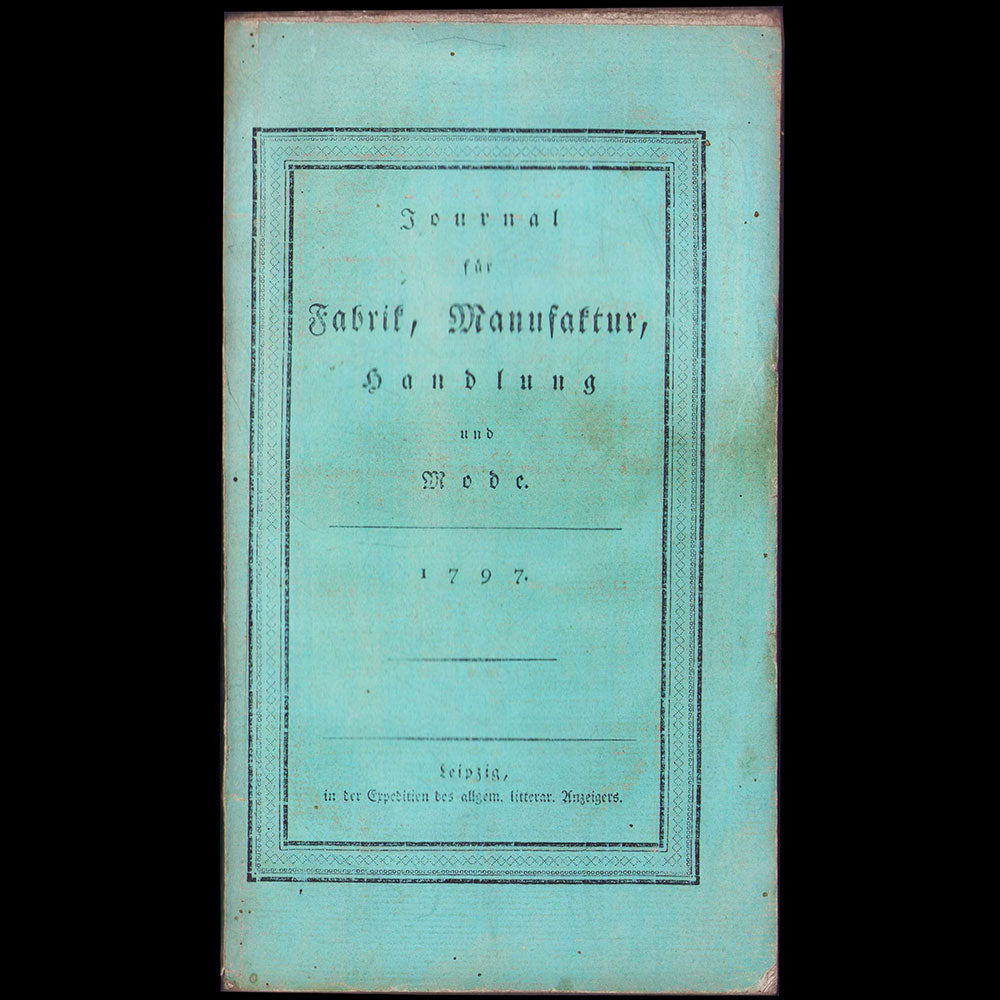 Journal
für
Fabrik, Manufaktur,
Handlung
und
Mode.
1797.
Leipzig,
in der Expedition des allgem. litterar. Anzeigers.